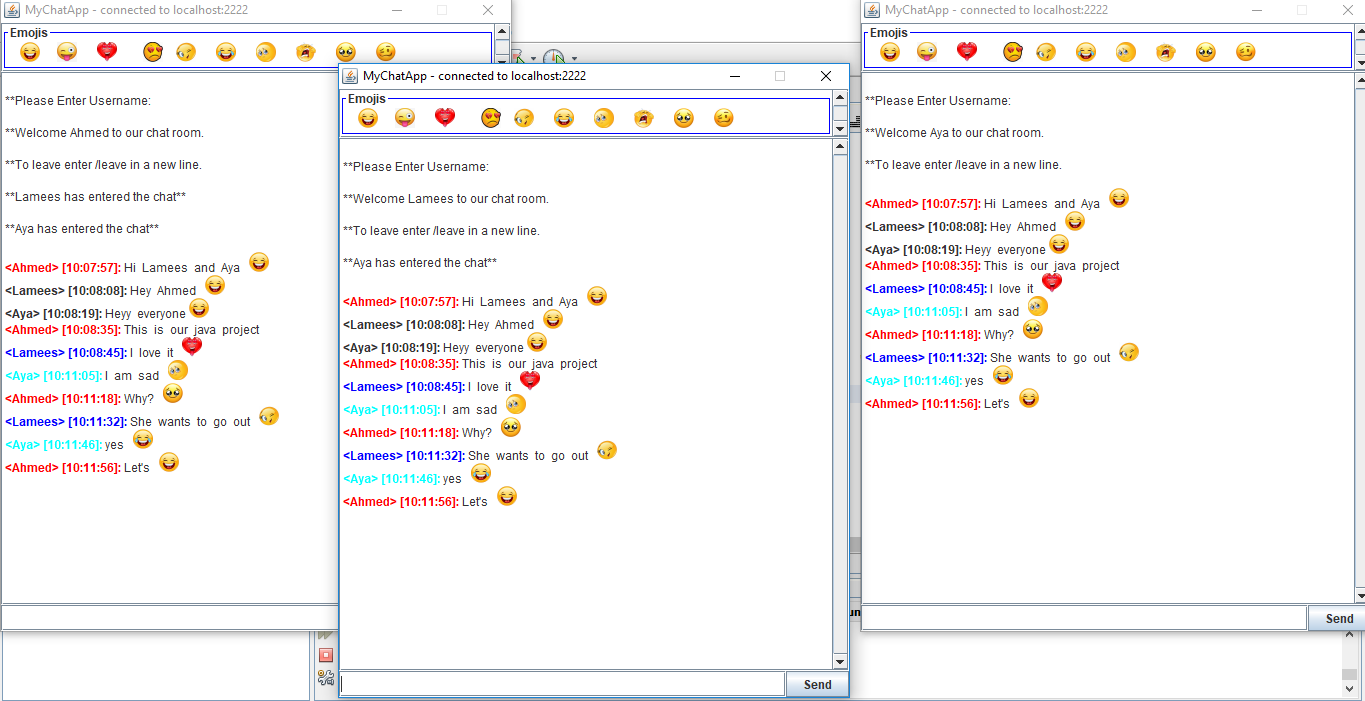 MyChatApp - connected to localhost:2222
Emojis
**Please Enter Username:
**Welcome Ahmed to our chat room.
**To leave enter /leave in a new line.
**Lamees has entered the chat**
**Aya has entered the chat**
<Ahmed> [10:07:57]: Hi Lamees and Aya
<Lamees> [10:08:08]: Hey Ahmed
<Aya> [10:08:19]: Heyy everyone
<Ahmed> [10:08:35]: This is our java project
<Lamees> [10:08:45]: I love it
<Aya> [10:11:05]: I am sad
<Ahmed> [10:11:18]: Why?
<Lamees> [10:11:32]: She wants to go out
<Aya> [10:11:46]: yes
<Ahmed> [10:11:56]: Let's
MyChatApp - connected to localhost:2222
Emojis
**Please Enter Username:
**Welcome Lamees to our chat room.
**To leave enter /leave in a new line.
**Aya has entered the chat**
<Ahmed> [10:07:57]: Hi Lamees and Aya
<Lamees> [10:08:08]: Hey Ahmed
<Aya> [10:08:19]: Heyy everyone
<Ahmed> [10:08:35]: This is our java project
<Lamees> [10:08:45]: I love it
<Aya> [10:11:05]: I am sad
<Ahmed> [10:11:18]: Why?
<Lamees> [10:11:32]: She wants to go out
<Aya> [10:11:46]: yes
<Ahmed> [10:11:56]: Let's
Send
MyChatApp - connected to localhost:2222
Emojis
**Please Enter Username:
**Welcome Aya to our chat room.
**To leave enter /leave in a new line.
<Ahmed> [10:07:57]: Hi Lamees and Aya
<Lamees> [10:08:08]: Hey Ahmed
<Aya> [10:08:19]: Heyy everyone
<Ahmed> [10:08:35]: This is our java project
<Lamees> [10:08:45]: I love it
<Aya> [10:11:05]: I am sad
<Ahmed> [10:11:18]: Why?
<Lamees> [10:11:32]: She wants to go out
<Aya> [10:11:46]: yes
<Ahmed> [10:11:56]: Let's
Send